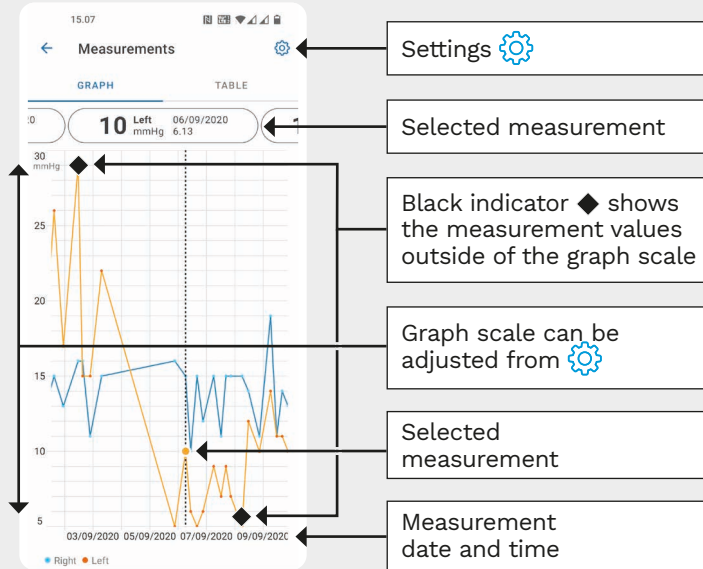 15.07
Measurements
GRAPH TABLE
10 Left 06/09/2020
mmHg 6.13
30
mmHg
25
20
15
10
5
03/09/2020 05/09/2020 07/09/2020 09/09/2020
Right Left
Settings
Selected measurement
Black indicator ◆ shows
the measurement values
outside of the graph scale
Graph scale can be
adjusted from
Selected
measurement
Measurement
date and time